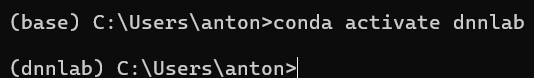 (base) C:\Users\anton>conda activate dnnlab
(dnnlab) C:\Users\anton>